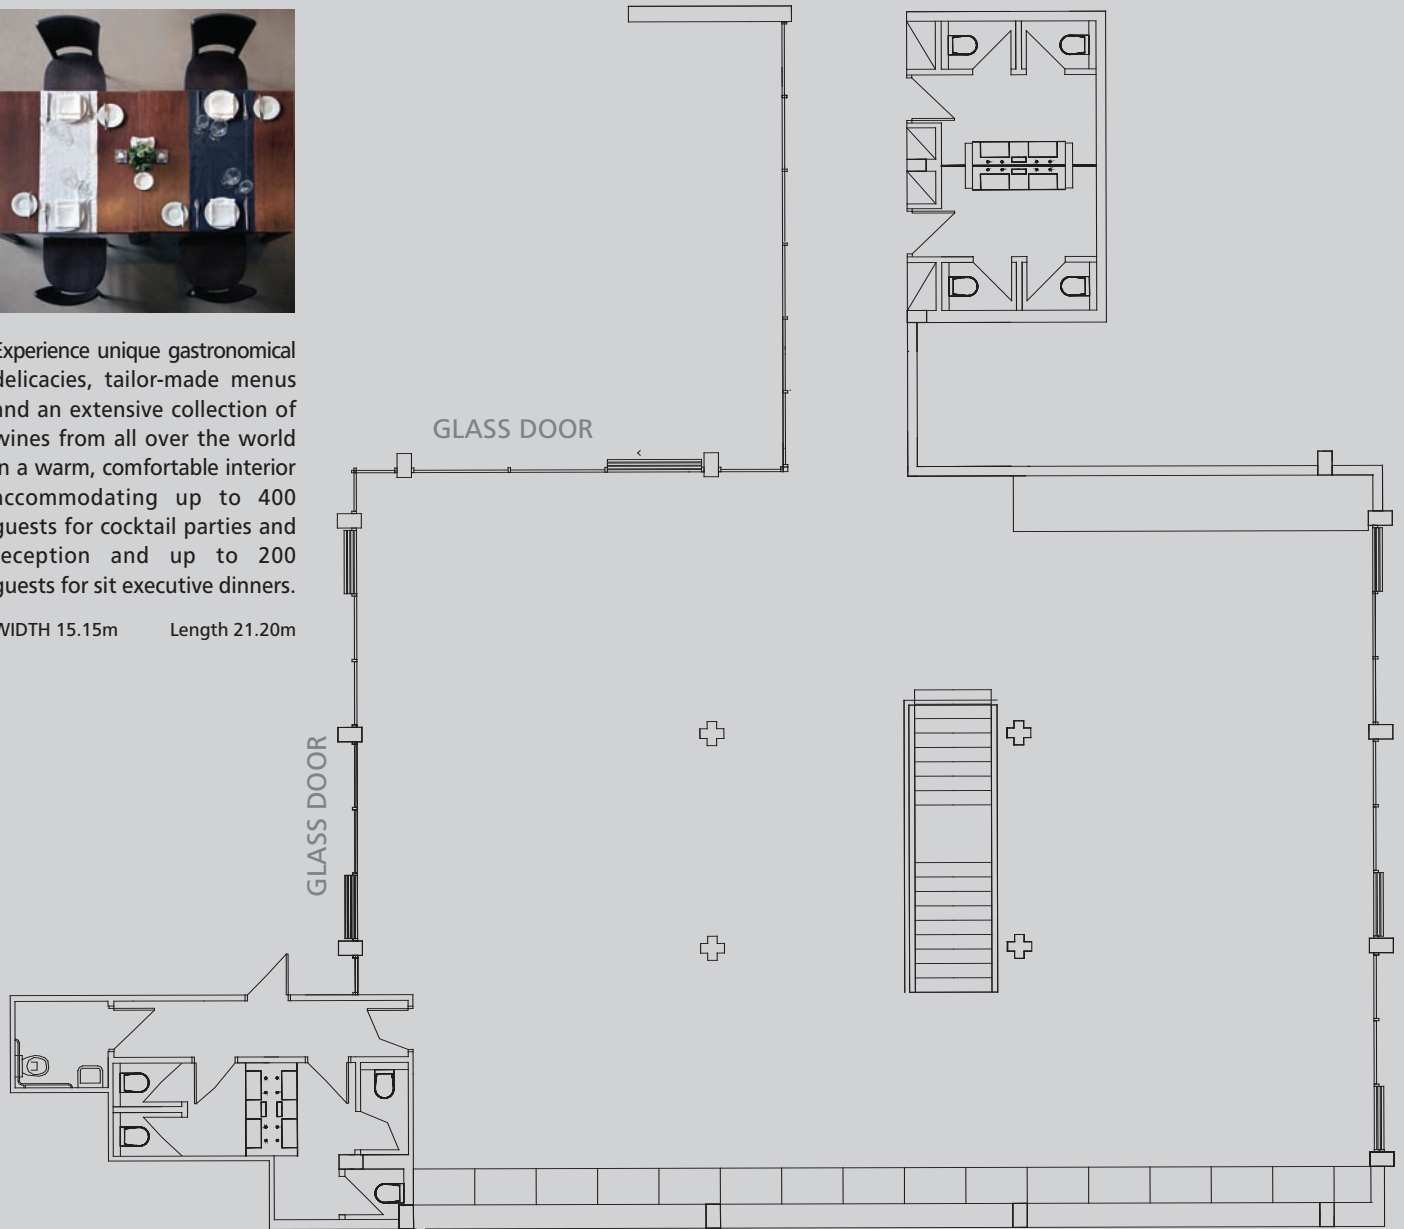 Experience unique gastronomical
delicacies, tailor-made menus
and an extensive collection of
wines from all over the world
in a warm, comfortable interior
accommodating up to 400
guests for cocktail parties and
reception and up to 200
guests for sit executive dinners.
WIDTH 15.15m Length 21.20m
GLASS DOOR
GLASS DOOR